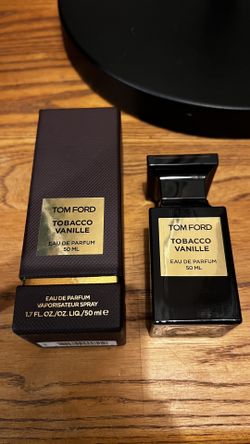 TOM FORD
TOBACCO
VANILLE
EAU DE PARFUM
50 ML
EAU DE PARFUM
VAPORISATEUR SPRAY
1.7 FL.OZ./OZ. LIQ./50 ml ℮
TOM FORD
TOBACCO
VANILLE
EAU DE PARFUM
50 ML